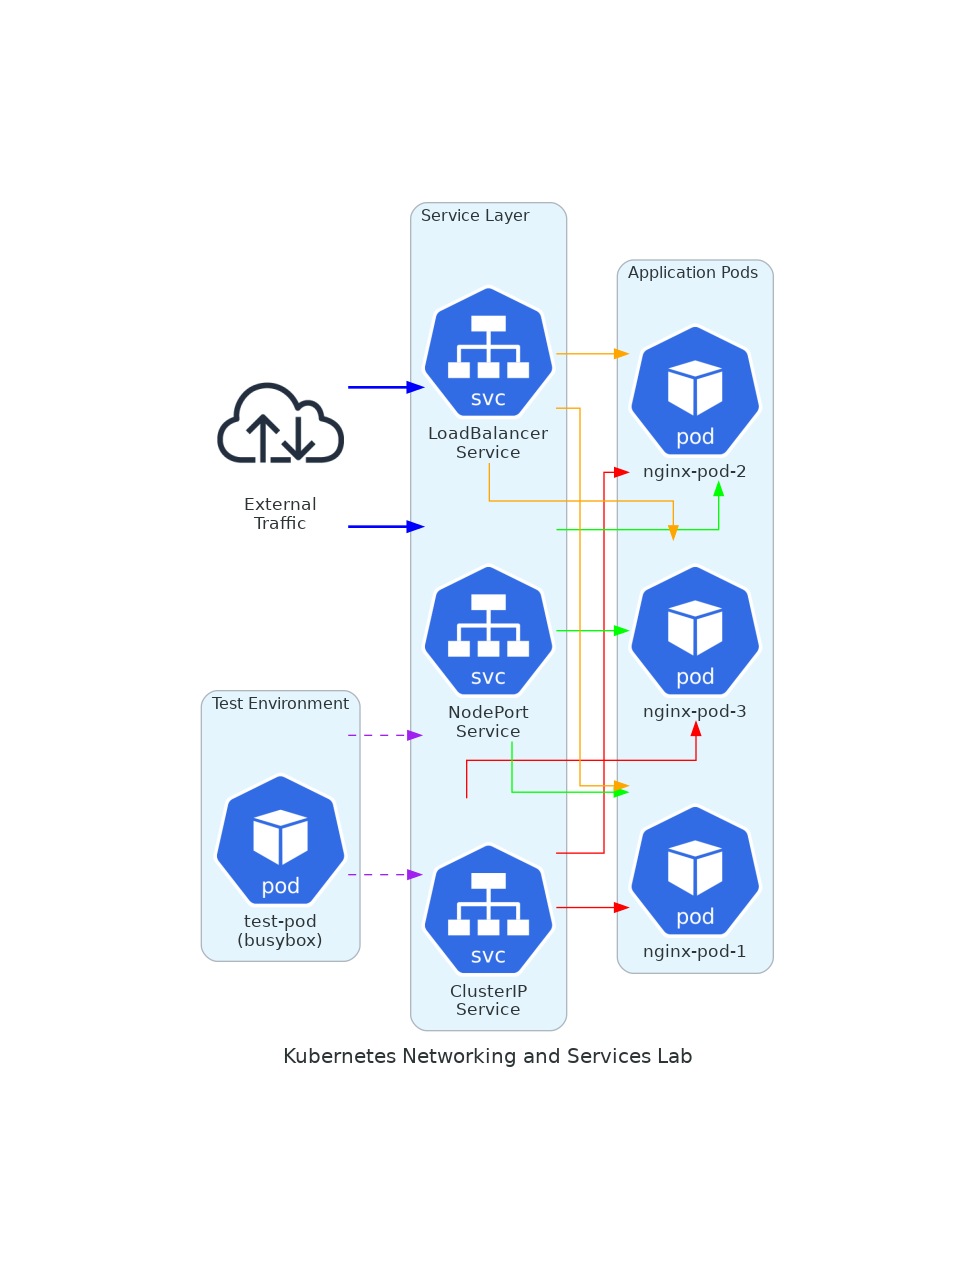 Service Layer
svc
LoadBalancer
Service
Application Pods
pod
nginx-pod-2
External
Traffic
svc
NodePort
Service
pod
nginx-pod-3
Test Environment
pod
test-pod
(busybox)
svc
ClusterIP
Service
pod
nginx-pod-1
Kubernetes Networking and Services Lab